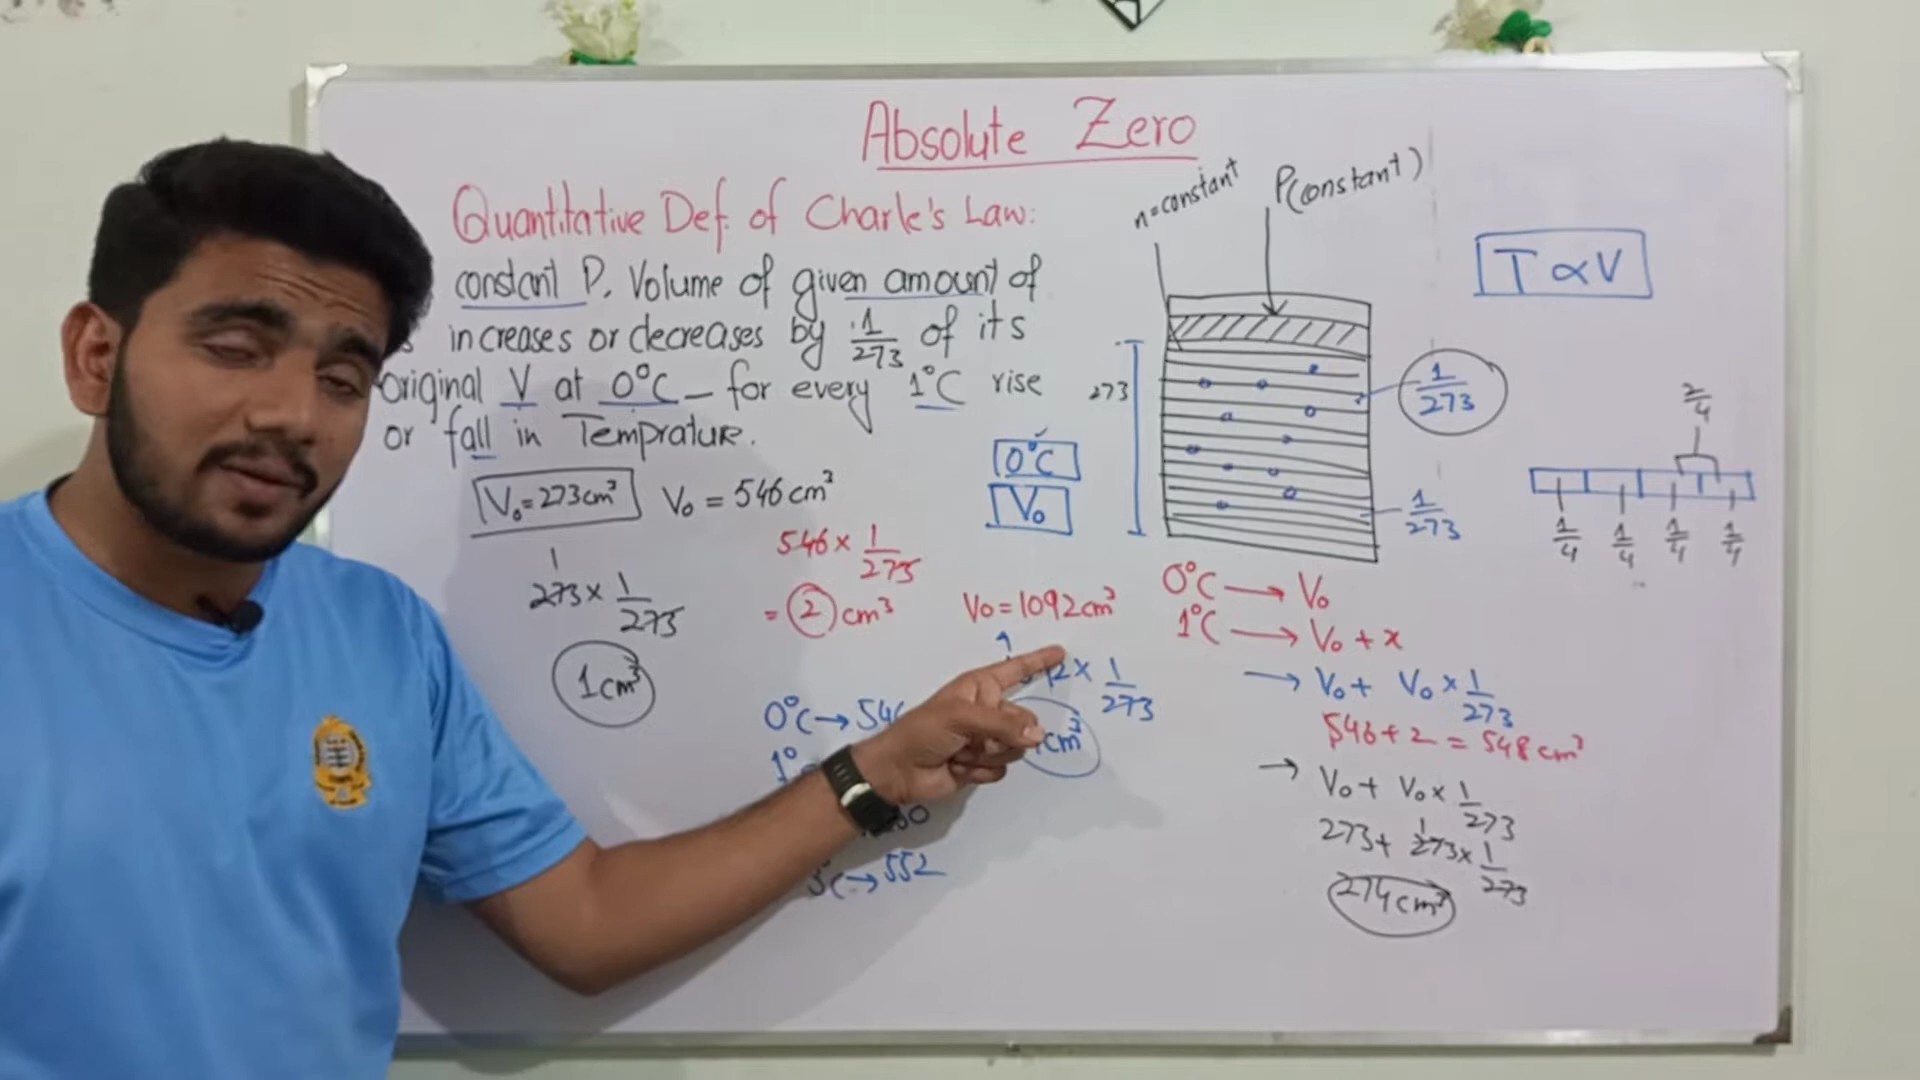 Absolute Zero
Quantitative Def. of Charle's Law:
constant P, Volume of given amount of
increases or decreases by 1/273 of its
original V at 0°C – for every 1°C rise
or fall in Temprature.
V₀ = 273cm³
V₀ = 546cm³
273 × 1/273
1cm³
546 × 1/273
= 2 cm³
0°C → 546
1°
3°C → 552
V₀ = 1092cm³
× 1/273
cm³
0°C
V₀
n = constant
P(constant)
273
1/273
1/273
T ∝ V
2/4
1/4 1/4 1/4 1/4
0°C → V₀
1°C → V₀ + x
→ V₀ + V₀ × 1/273
546 + 2 = 548 cm³
→ V₀ + V₀ × 1/273
273 + 273 × 1/273
274cm³